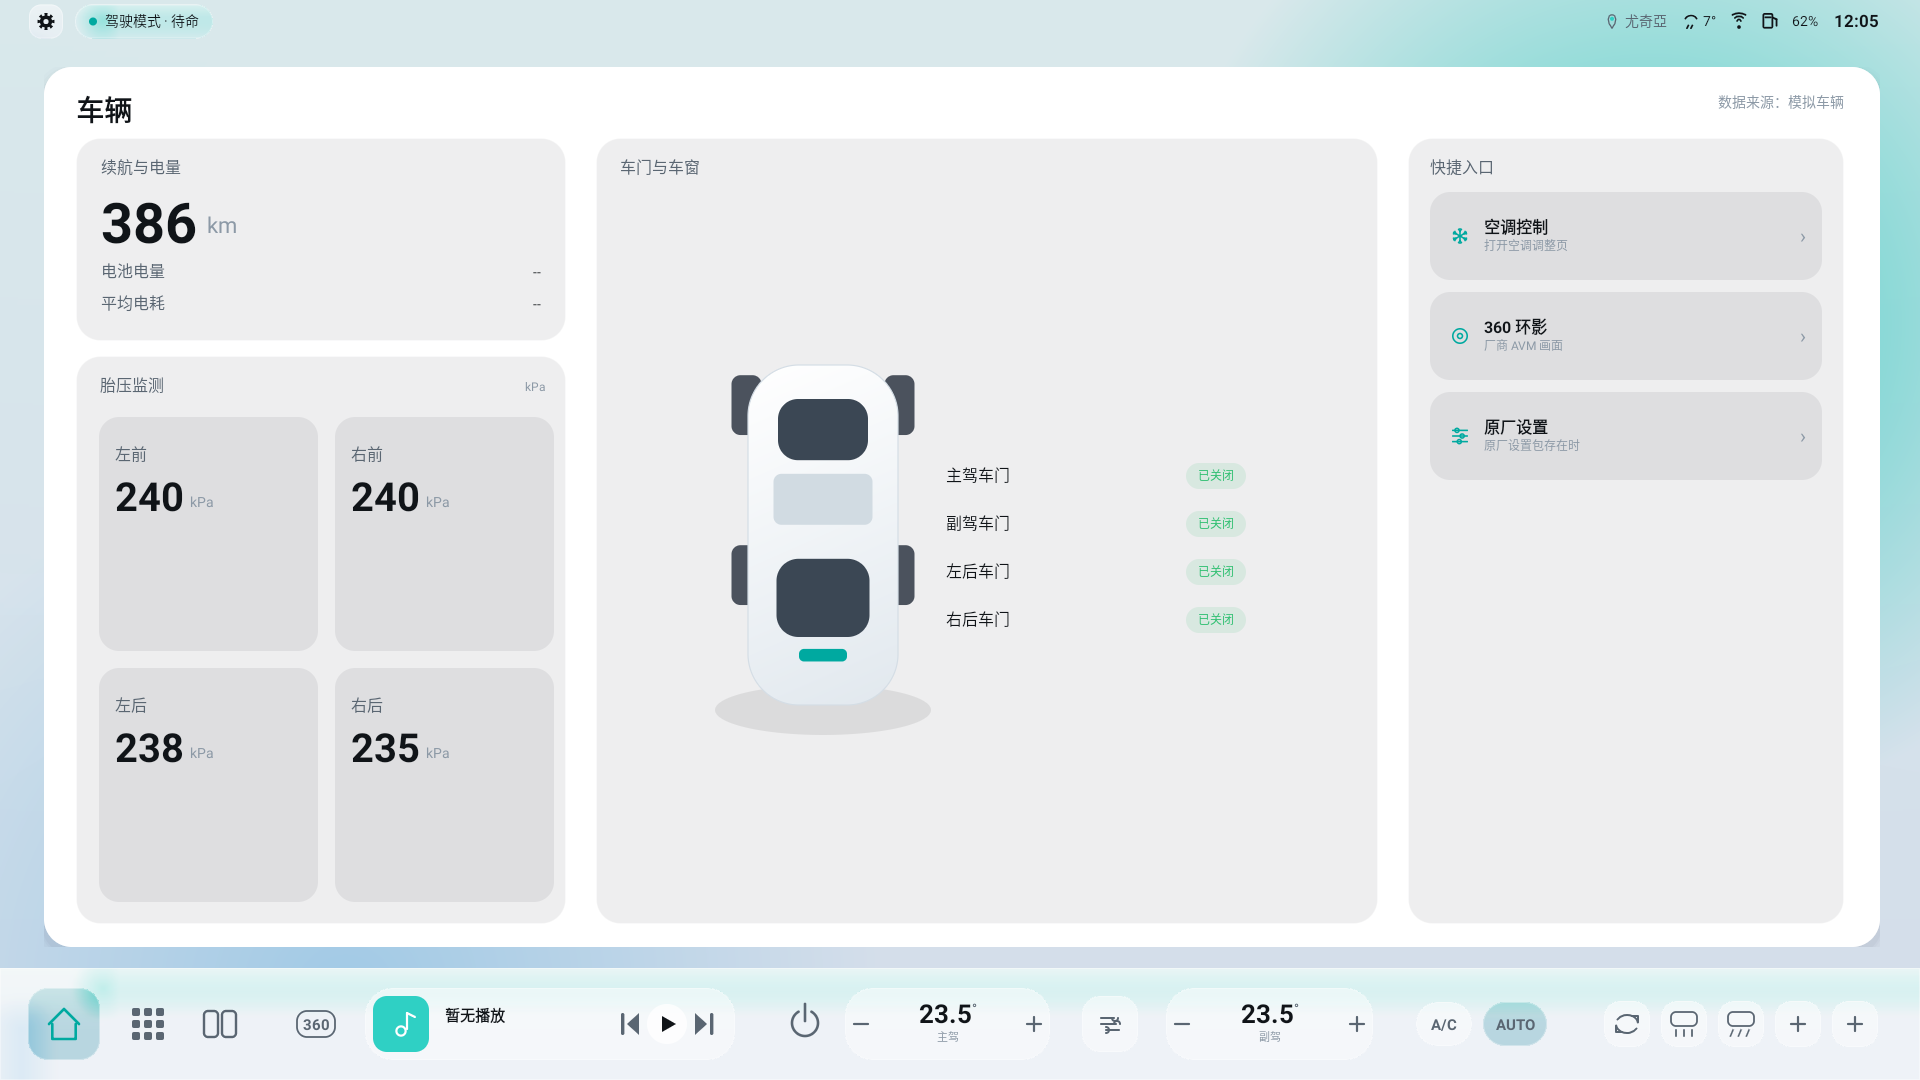 驾驶模式 · 待命
尤奇亞 7° 62% 12:05
车辆
数据来源：模拟车辆
续航与电量
386 km
电池电量 --
平均电耗 --
胎压监测 kPa
左前
240 kPa
右前
240 kPa
左后
238 kPa
右后
235 kPa
车门与车窗
主驾车门 已关闭
副驾车门 已关闭
左后车门 已关闭
右后车门 已关闭
快捷入口
空调控制
打开空调调整页
360 环影
厂商 AVM 画面
原厂设置
原厂设置包存在时
360
暂无播放
23.5°
主驾
23.5°
副驾
A/C
AUTO